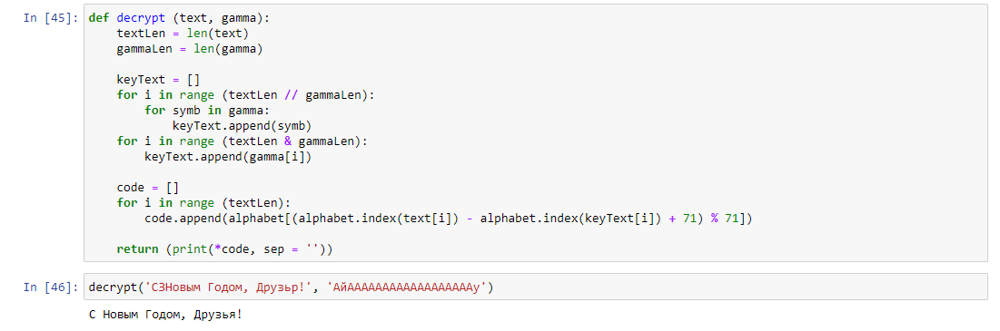 In [45]: def decrypt (text, gamma):
textLen = len(text)
gammaLen = len(gamma)
keyText = []
for i in range (textLen // gammaLen):
for symb in gamma:
keyText.append(symb)
for i in range (textLen & gammaLen):
keyText.append(gamma[i])
code = []
for i in range (textLen):
code.append(alphabet[(alphabet.index(text[i]) - alphabet.index(keyText[i]) + 71) % 71])
return (print(*code, sep = ''))
In [46]: decrypt('СЗНовым Годом, Друзьр!', 'АйААААААААААААААААААу')
С Новым Годом, Друзья!